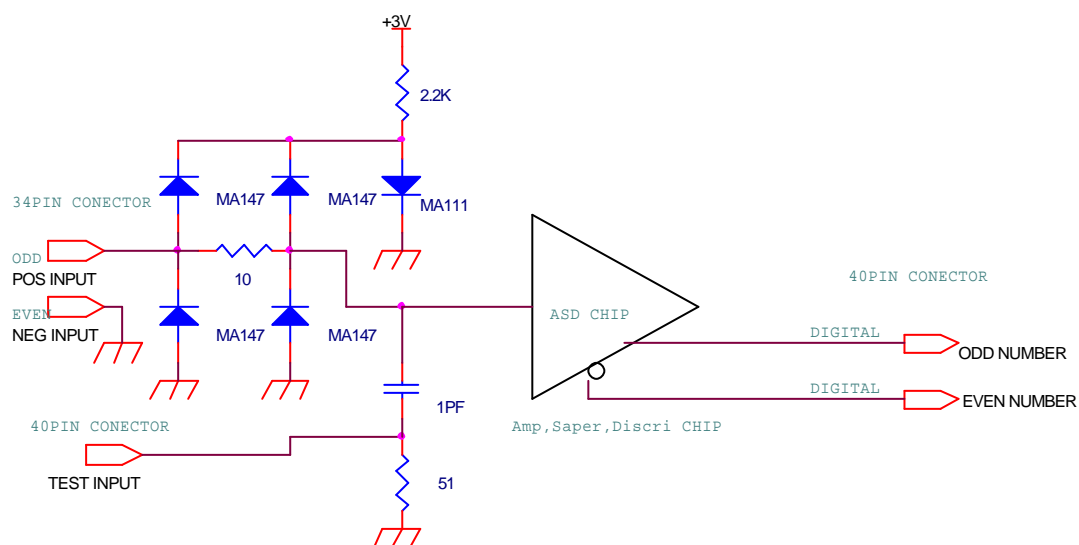 +3V
2.2K
MA147
MA147
MA111
34PIN CONECTOR
ODD
POS INPUT
10
40PIN CONECTOR
EVEN
NEG INPUT
MA147
MA147
ASD CHIP
DIGITAL
ODD NUMBER
DIGITAL
EVEN NUMBER
1PF
Amp,Saper,Discri CHIP
40PIN CONECTOR
TEST INPUT
51